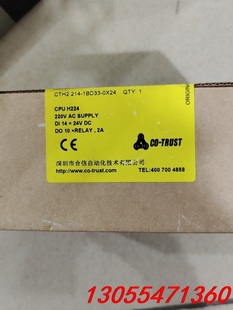 CTH2 214-1BD33-0X24 QTY: 1
CPU H224
220V AC SUPPLY
DI 14 × 24V DC
DO 10 ×RELAY , 2A
CO-TRUST
CE
深圳市合信自动化技术有限公司
http://www.co-trust.com TEL:400 700 4888
ORIGIN
13055471360